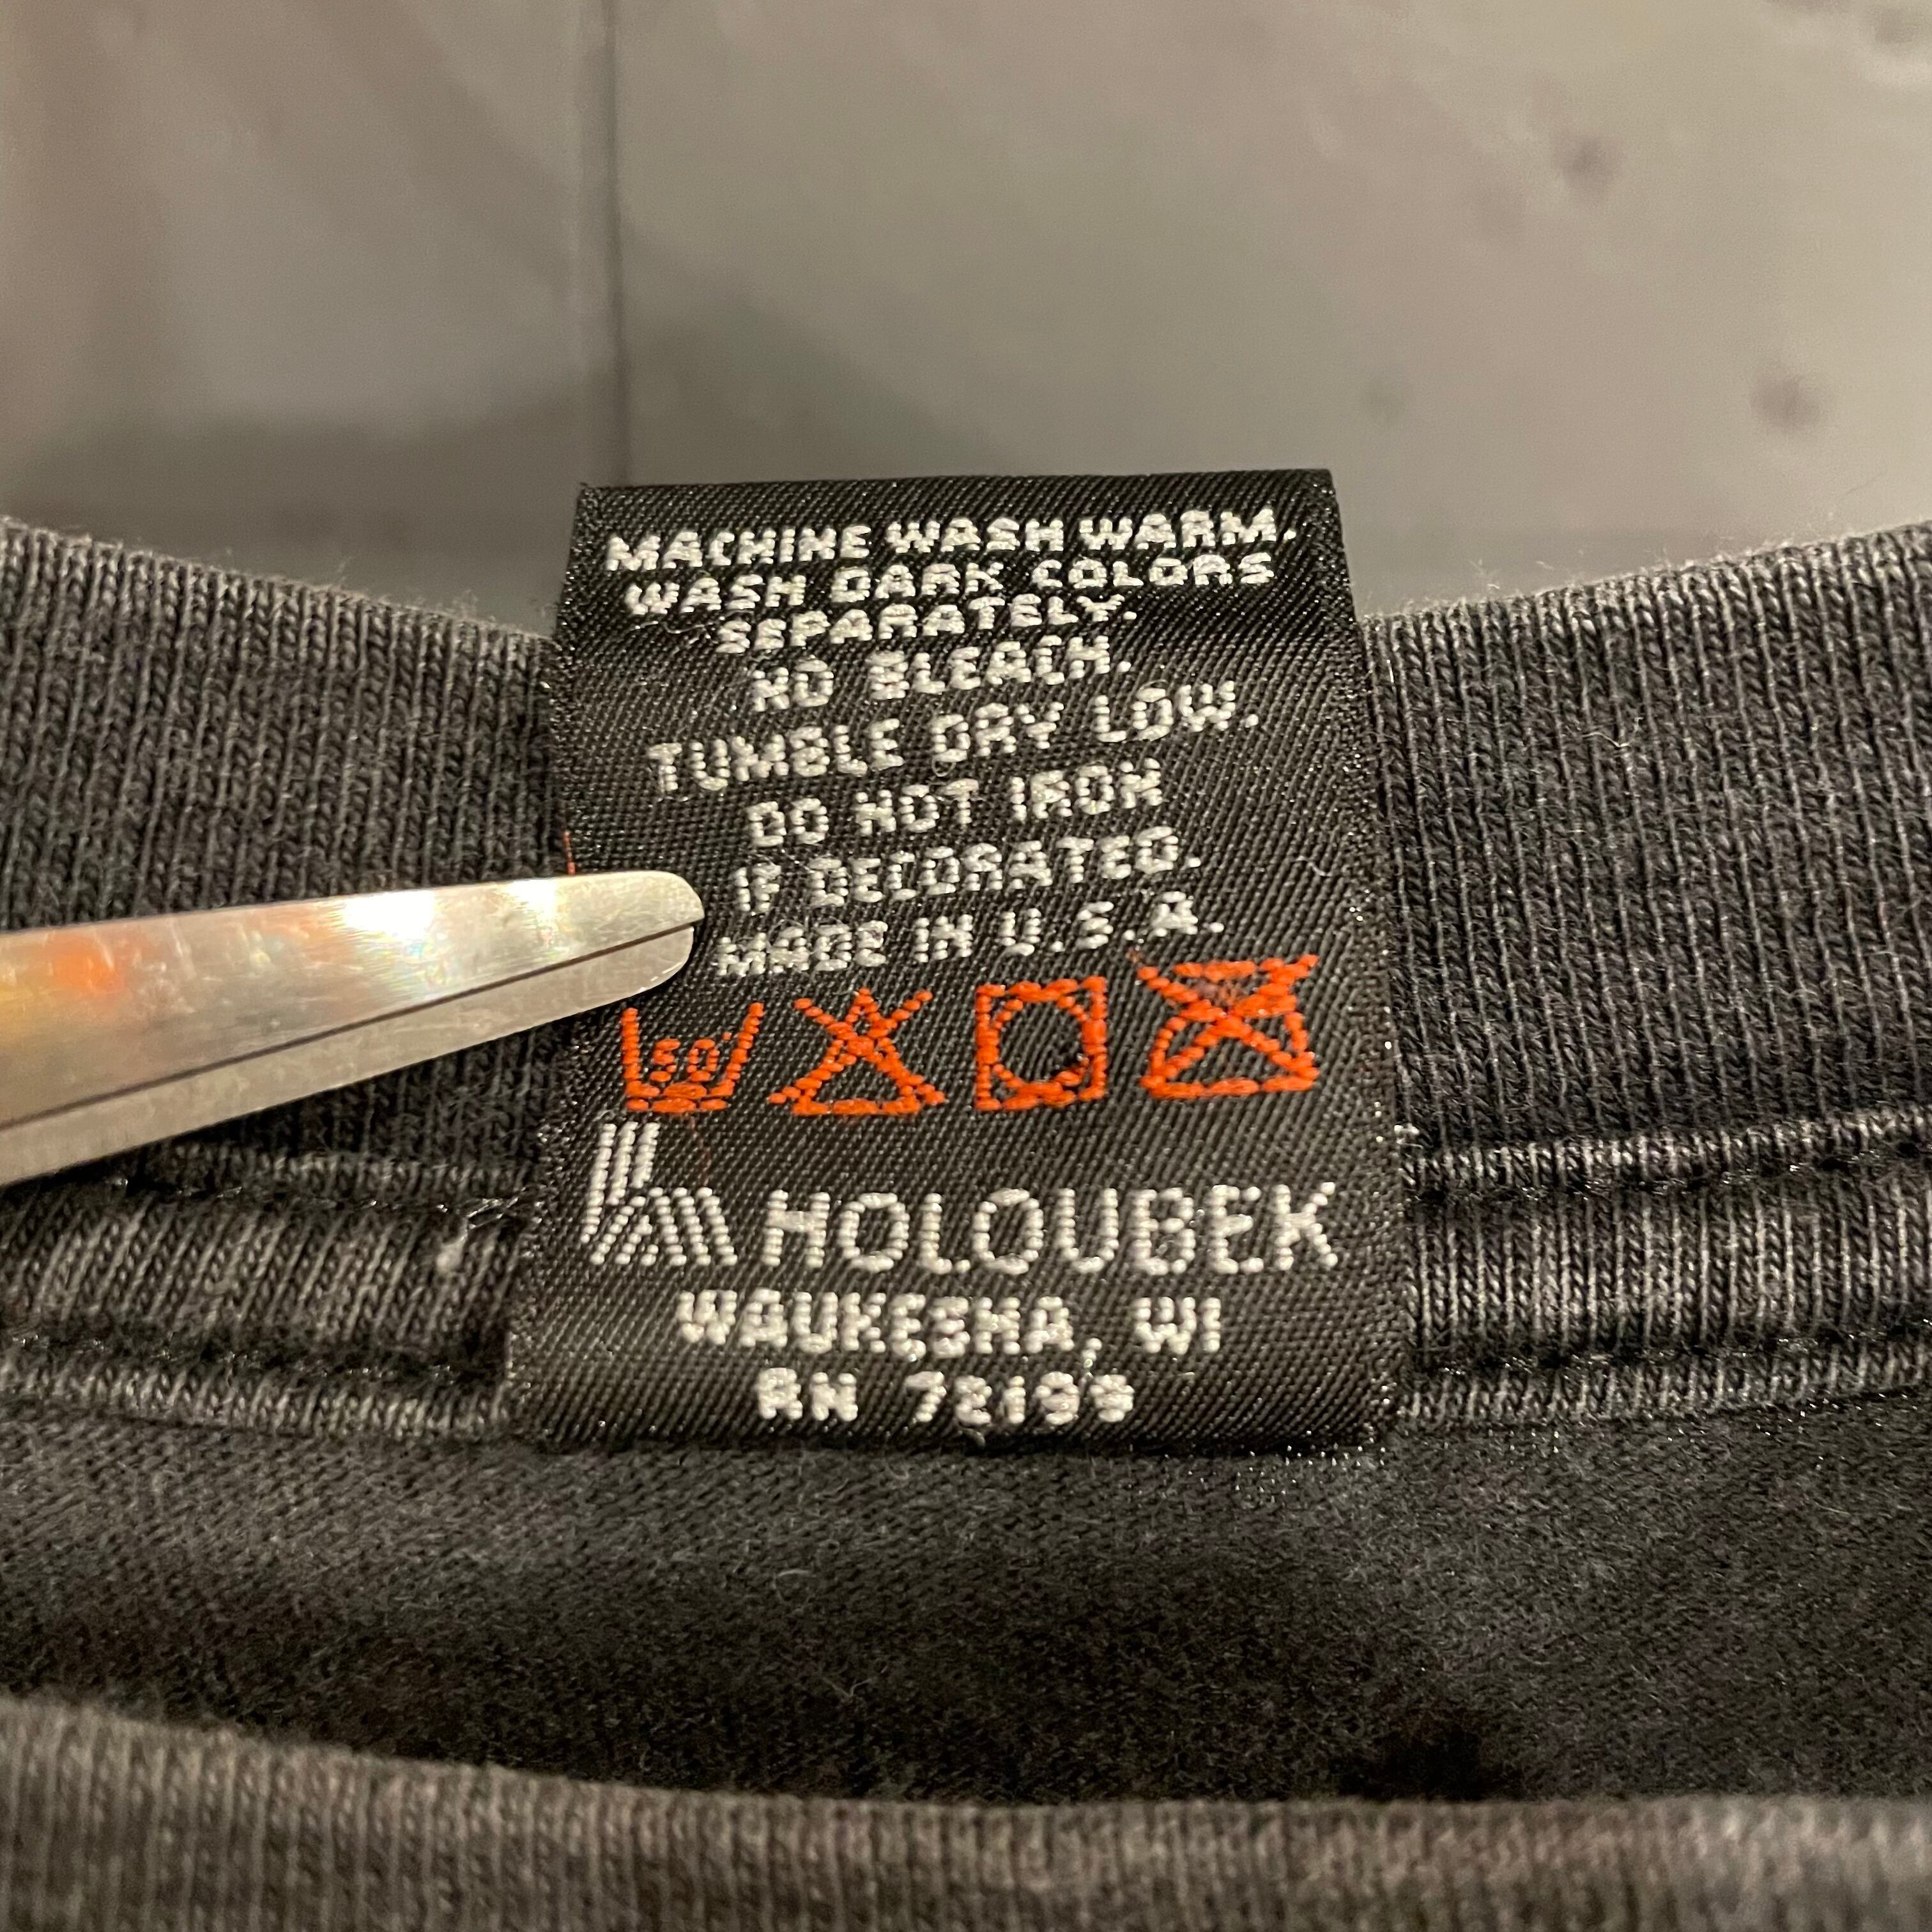 MACHINE WASH WARM.
WASH DARK COLORS
SEPARATELY.
NO BLEACH.
TUMBLE DRY LOW.
DO NOT IRON
IF DECORATED.
MADE IN U.S.A.
50°
HOLOUBEK
WAUKESHA, WI
RN 72199